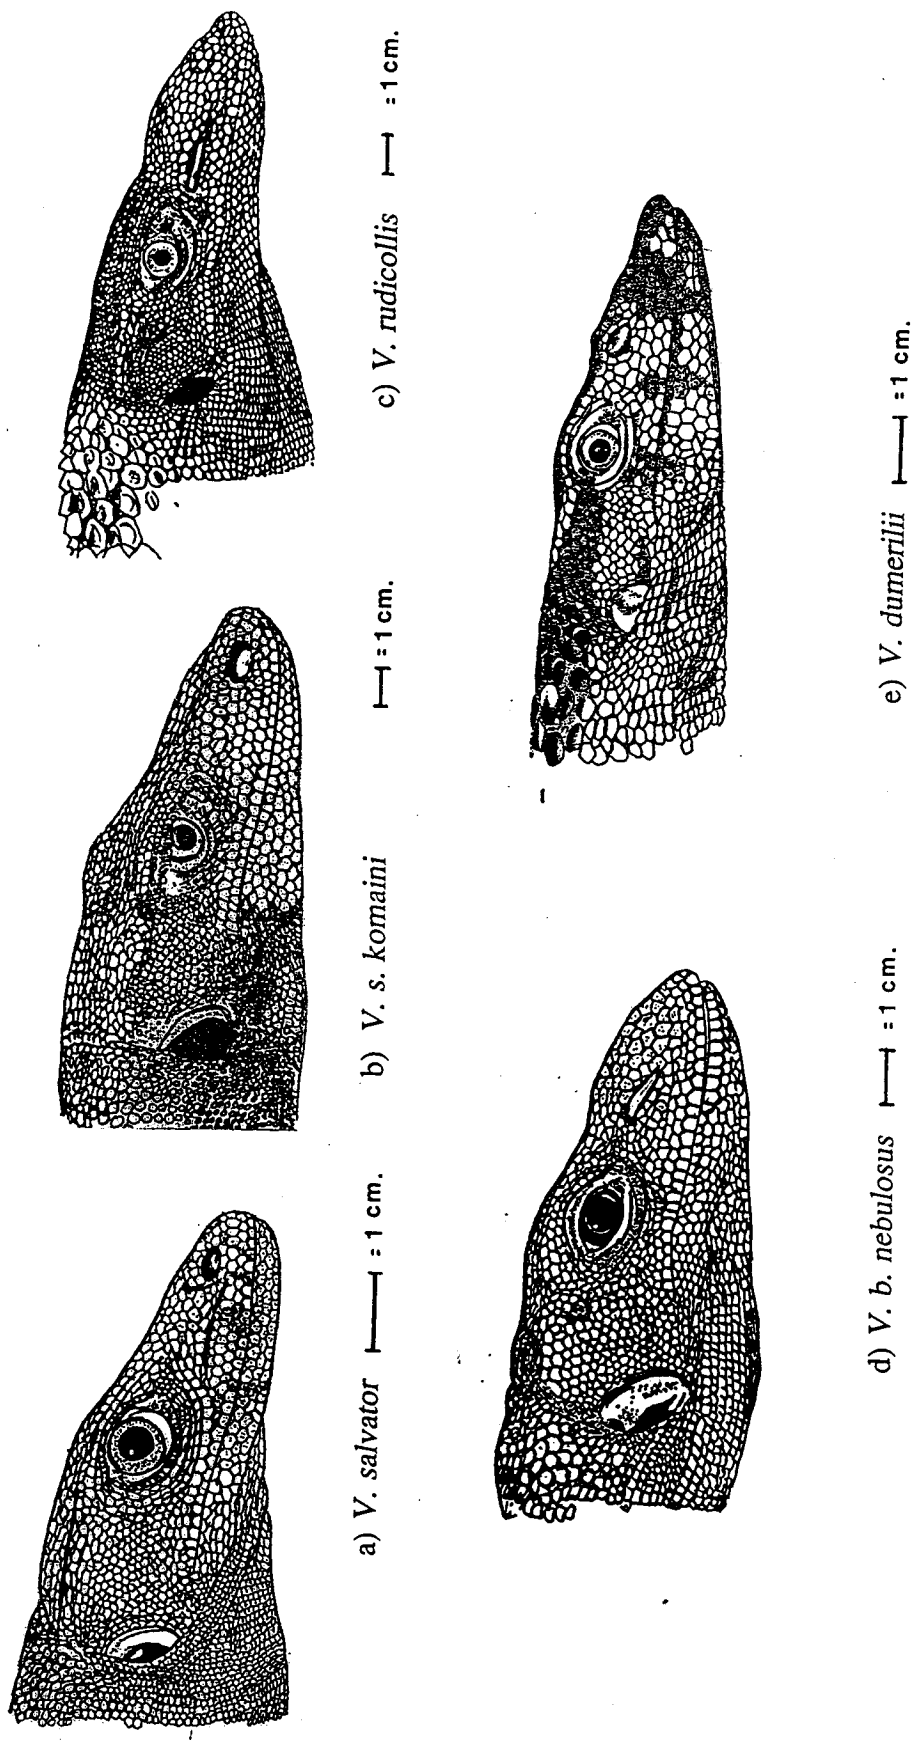 a) V. salvator = 1 cm.
b) V. s. komaini = 1 cm.
c) V. rudicollis = 1 cm.
d) V. b. nebulosus = 1 cm.
e) V. dumerilii = 1 cm.